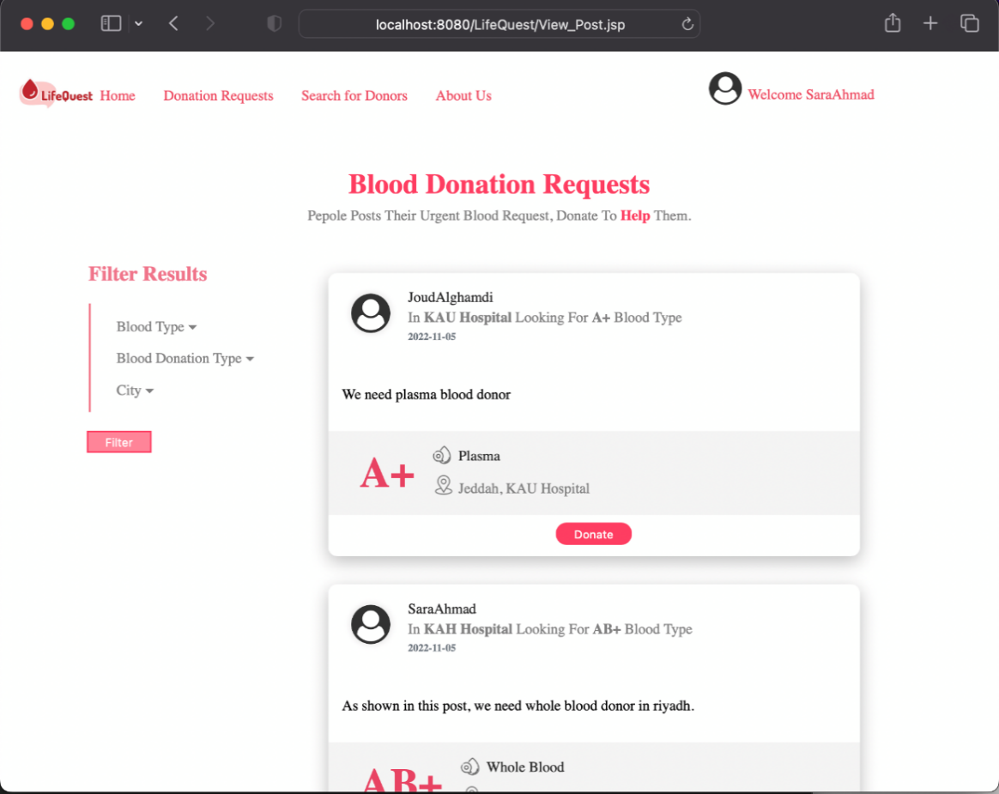 localhost:8080/LifeQuest/View_Post.jsp
LifeQuest Home Donation Requests Search for Donors About Us Welcome SaraAhmad
Blood Donation Requests
Pepole Posts Their Urgent Blood Request, Donate To Help Them.
Filter Results
Blood Type
Blood Donation Type
City
Filter
JoudAlghamdi
In KAU Hospital Looking For A+ Blood Type
2022-11-05
We need plasma blood donor
A+
Plasma
Jeddah, KAU Hospital
Donate
SaraAhmad
In KAH Hospital Looking For AB+ Blood Type
2022-11-05
As shown in this post, we need whole blood donor in riyadh.
AB+
Whole Blood